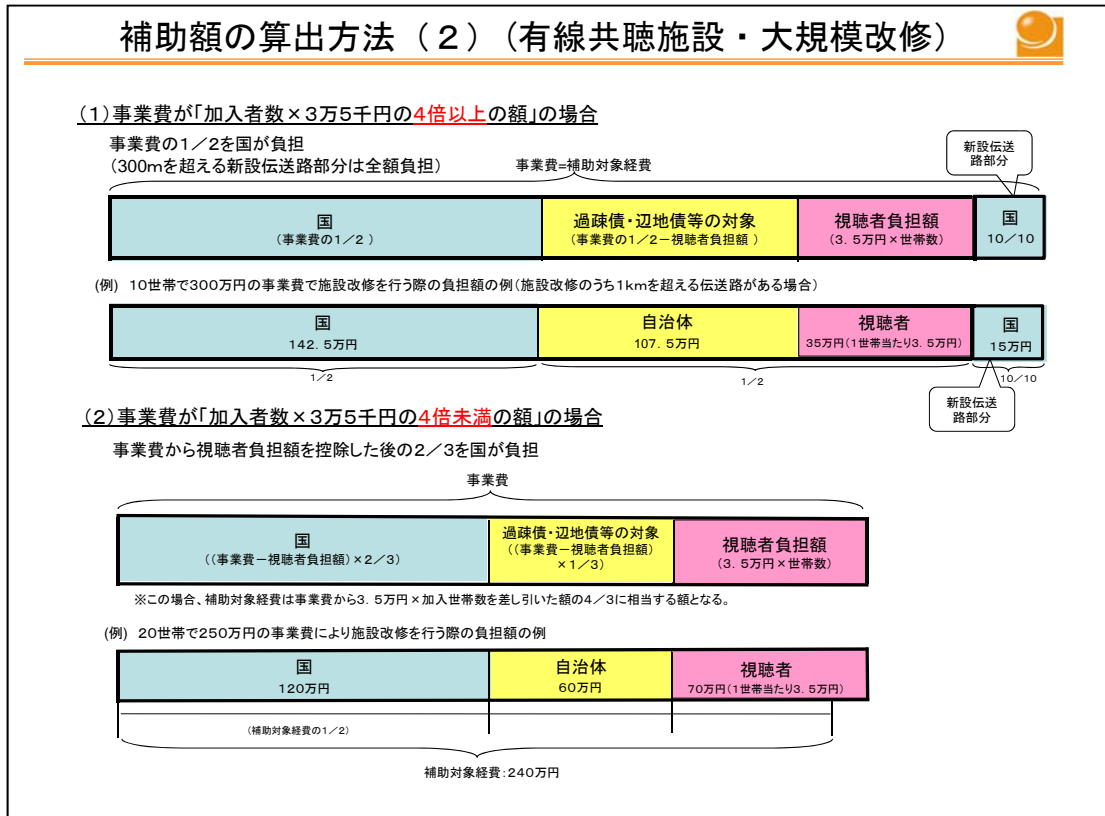 補助額の算出方法（２）（有線共聴施設・大規模改修）
（１）事業費が「加入者数×３万５千円の４倍以上の額」の場合
事業費の１／２を国が負担
（300ｍを超える新設伝送路部分は全額負担）
事業費＝補助対象経費
新設伝送
路部分
国
（事業費の１／２ ）
過疎債・辺地債等の対象
（事業費の１／２－視聴者負担額 ）
視聴者負担額
（３．５万円×世帯数）
国
１０／１０
(例) １０世帯で３００万円の事業費で施設改修を行う際の負担額の例（施設改修のうち１ｋｍを超える伝送路がある場合）
国
１４２．５万円
自治体
１０７．５万円
視聴者
３５万円（１世帯当たり３．５万円）
国
１５万円
１／２
１／２
１０／１０
新設伝送
路部分
（２）事業費が「加入者数×３万５千円の４倍未満の額」の場合
事業費から視聴者負担額を控除した後の２／３を国が負担
事業費
国
（（事業費－視聴者負担額）×２／３）
過疎債・辺地債等の対象
（（事業費－視聴者負担額）
×１／３）
視聴者負担額
（３．５万円×世帯数）
※この場合、補助対象経費は事業費から３．５万円×加入世帯数を差し引いた額の４／３に相当する額となる。
(例) ２０世帯で２５０万円の事業費により施設改修を行う際の負担額の例
国
１２０万円
自治体
６０万円
視聴者
７０万円（１世帯当たり３．５万円）
（補助対象経費の１／２）
補助対象経費：２４０万円